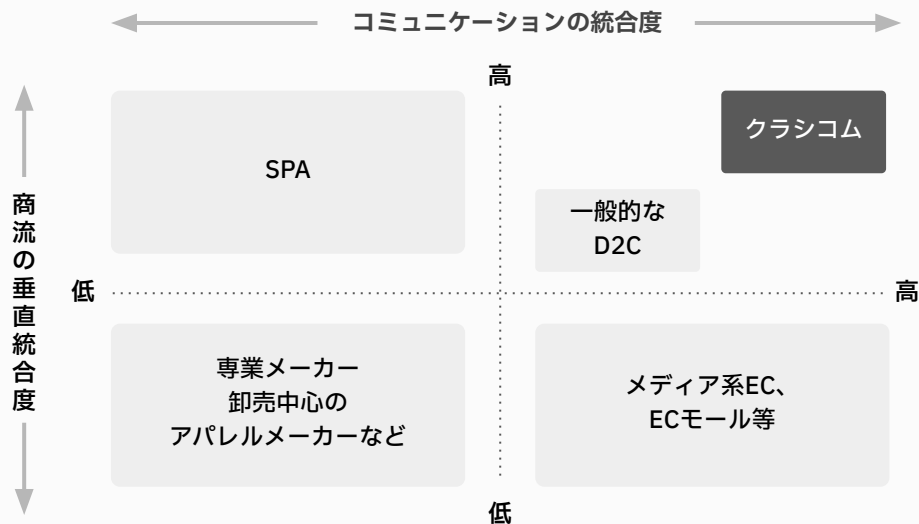 コミュニケーションの統合度
高
クラシコム
SPA
一般的な
D2C
商流の垂直統合度
低
高
専業メーカー
卸売中心の
アパレルメーカーなど
メディア系EC、
ECモール等
低